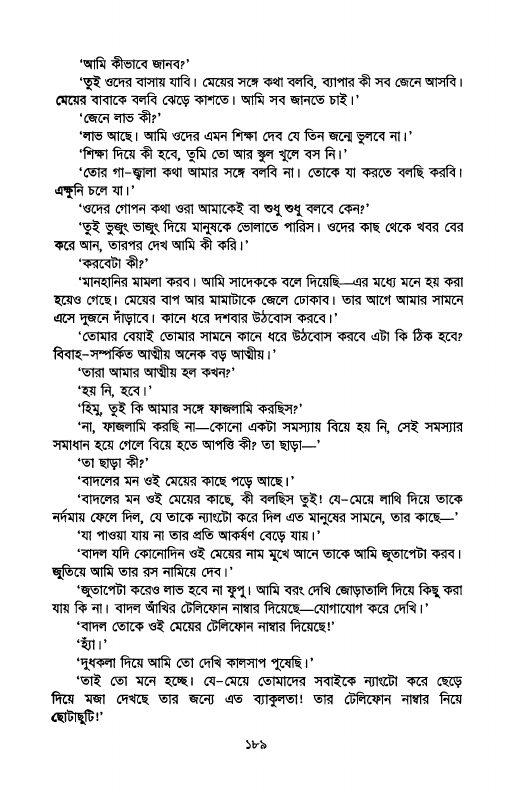 ‘আমি কীভাবে জানব?’
‘তুই ওদের বাসায় যাবি। মেয়ের সঙ্গে কথা বলবি, ব্যাপার কী সব জেনে আসবি।
মেয়ের বাবাকে বলবি ঝেড়ে কাশতে। আমি সব জানতে চাই।’
‘জেনে লাভ কী?’
‘লাভ আছে। আমি ওদের এমন শিক্ষা দেব যে তিন জন্মে ভুলবে না।’
‘শিক্ষা দিয়ে কী হবে, তুমি তো আর স্কুল খুলে বস নি।’
‘তোর গা-জ্বালা কথা আমার সঙ্গে বলবি না। তোকে যা করতে বলছি করবি।
এক্ষুনি চলে যা।’
‘ওদের গোপন কথা ওরা আমাকেই বা শুধু শুধু বলবে কেন?’
‘তুই ভুজুং ভাজুং দিয়ে মানুষকে ভোলাতে পারিস। ওদের কাছ থেকে খবর বের
করে আন, তারপর দেখ আমি কী করি।’
‘করবেটা কী?’
‘মানহানির মামলা করব। আমি সাদেককে বলে দিয়েছি—এর মধ্যে মনে হয় করা
হয়েও গেছে। মেয়ের বাপ আর মামাটাকে জেলে ঢোকাব। তার আগে আমার সামনে
এসে দুজনে দাঁড়াবে। কানে ধরে দশবার উঠবোস করবে।’
‘তোমার বেয়াই তোমার সামনে কানে ধরে উঠবোস করবে এটা কি ঠিক হবে?
বিবাহ-সম্পর্কিত আত্মীয় অনেক বড় আত্মীয়।’
‘তারা আমার আত্মীয় হল কখন?’
‘হয় নি, হবে।’
‘হিমু, তুই কি আমার সঙ্গে ফাজলামি করছিস?’
‘না, ফাজলামি করছি না—কোনো একটা সমস্যায় বিয়ে হয় নি, সেই সমস্যার
সমাধান হয়ে গেলে বিয়ে হতে আপত্তি কী? তা ছাড়া—’
‘তা ছাড়া কী?’
‘বাদলের মন ওই মেয়ের কাছে পড়ে আছে।’
‘বাদলের মন ওই মেয়ের কাছে, কী বলছিস তুই! যে-মেয়ে লাথি দিয়ে তাকে
নর্দমায় ফেলে দিল, যে তাকে ন্যাংটো করে দিল এত মানুষের সামনে, তার কাছে—’
‘যা পাওয়া যায় না তার প্রতি আকর্ষণ বেড়ে যায়।’
‘বাদল যদি কোনোদিন ওই মেয়ের নাম মুখে আনে তাকে আমি জুতাপেটা করব।
জুতিয়ে আমি তার রস নামিয়ে দেব।’
‘জুতাপেটা করেও লাভ হবে না ফুপু। আমি বরং দেখি জোড়াতালি দিয়ে কিছু করা
যায় কি না। বাদল আঁখির টেলিফোন নাম্বার দিয়েছে—যোগাযোগ করে দেখি।’
‘বাদল তোকে ওই মেয়ের টেলিফোন নাম্বার দিয়েছে!’
‘হ্যাঁ।’
‘দুধকলা দিয়ে আমি তো দেখি কালসাপ পুষেছি।’
‘তাই তো মনে হচ্ছে। যে-মেয়ে তোমাদের সবাইকে ন্যাংটো করে ছেড়ে
দিয়ে মজা দেখছে তার জন্যে এত ব্যাকুলতা! তার টেলিফোন নাম্বার নিয়ে
ছোটাছুটি!’
১৮৯